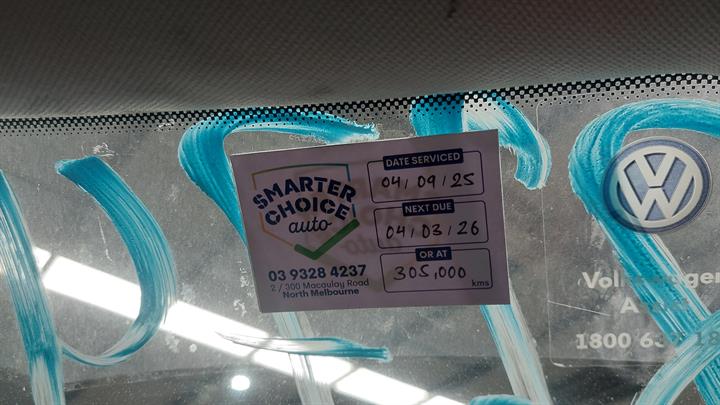 SMARTER
CHOICE
auto
03 9328 4237
2 / 300 Macaulay Road
North Melbourne
DATE SERVICED
04/09/25
NEXT DUE
04/03/26
OR AT
305,000 kms
VW